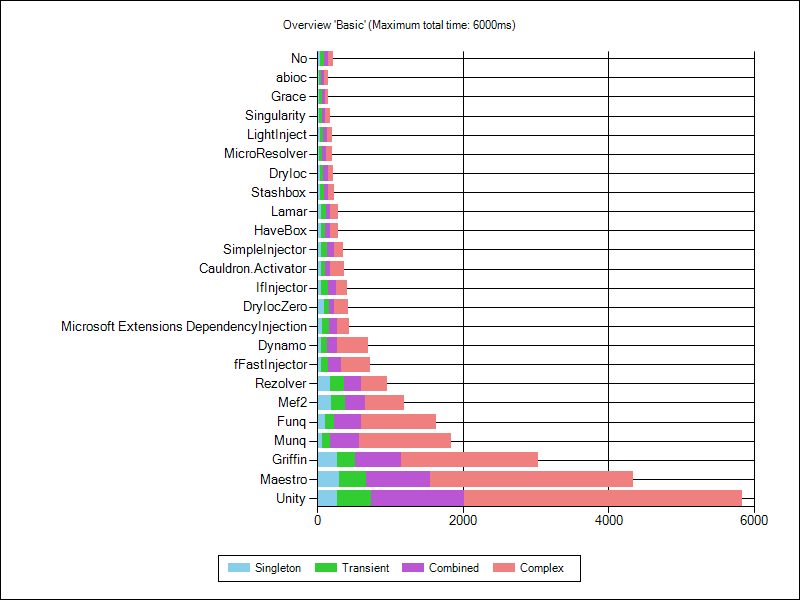 Overview 'Basic' (Maximum total time: 6000ms)
No
abioc
Grace
Singularity
LightInject
MicroResolver
DryIoc
Stashbox
Lamar
HaveBox
SimpleInjector
Cauldron.Activator
IfInjector
DryIocZero
Microsoft Extensions DependencyInjection
Dynamo
fFastInjector
Rezolver
Mef2
Funq
Munq
Griffin
Maestro
Unity
0 2000 4000 6000
Singleton Transient Combined Complex